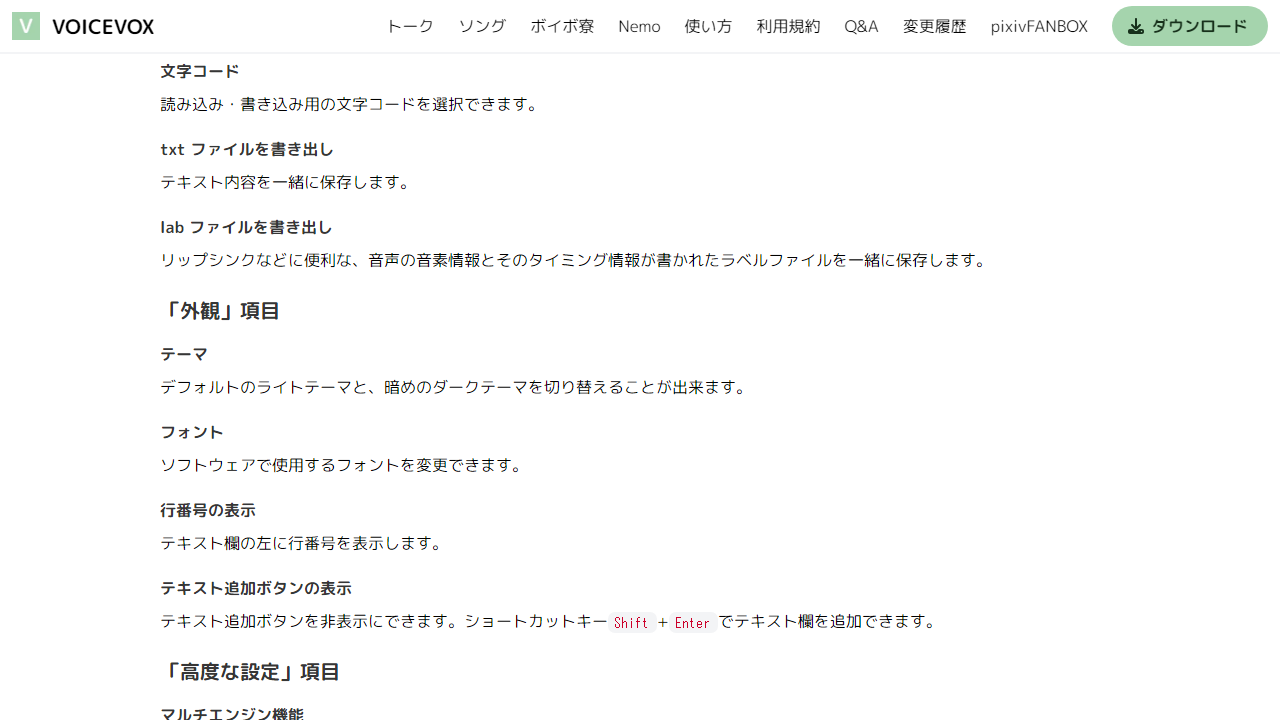 V VOICEVOX トーク ソング ボイボ寮 Nemo 使い方 利用規約 Q&A 変更履歴 pixivFANBOX ダウンロード
文字コード
読み込み・書き込み用の文字コードを選択できます。
txt ファイルを書き出し
テキスト内容を一緒に保存します。
lab ファイルを書き出し
リップシンクなどに便利な、音声の音素情報とそのタイミング情報が書かれたラベルファイルを一緒に保存します。
「外観」項目
テーマ
デフォルトのライトテーマと、暗めのダークテーマを切り替えることが出来ます。
フォント
ソフトウェアで使用するフォントを変更できます。
行番号の表示
テキスト欄の左に行番号を表示します。
テキスト追加ボタンの表示
テキスト追加ボタンを非表示にできます。ショートカットキー Shift + Enter でテキスト欄を追加できます。
「高度な設定」項目
マルチエンジン機能